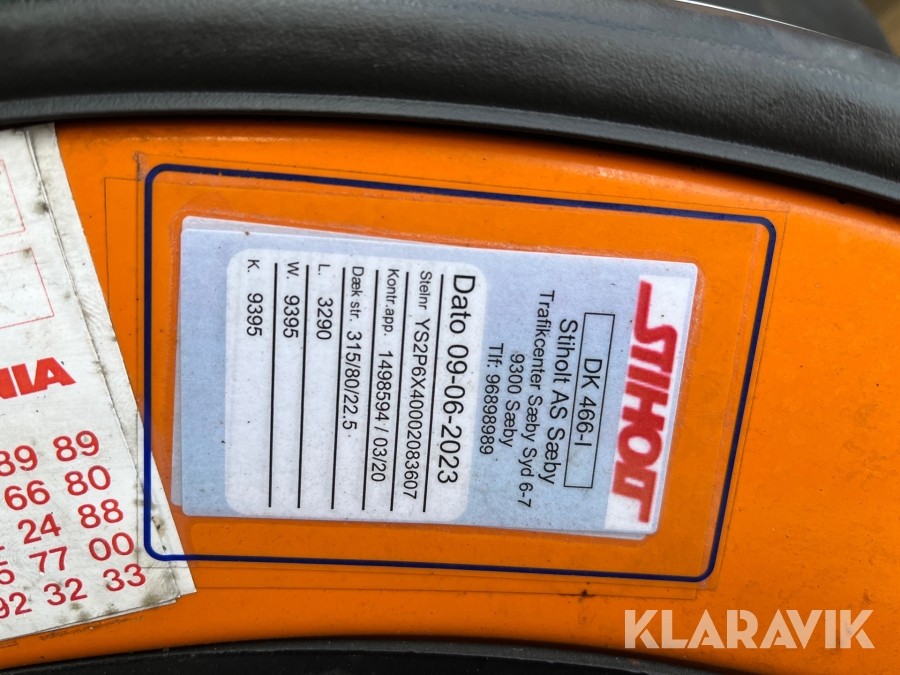 STIHOLT
DK 466-I
Stiholt AS Sæby
Trafikcenter Sæby Syd 6-7
9300 Sæby
Tlf: 96898989
Dato 09-06-2023
Stelnr YS2P6X40002083607
Kontr.app. 1498594 / 03/20
Dæk str. 315/80/22.5
L. 3290
W. 9395
K. 9395
89 89
66 80
24 88
77 00
92 32 33
KLARAVIK